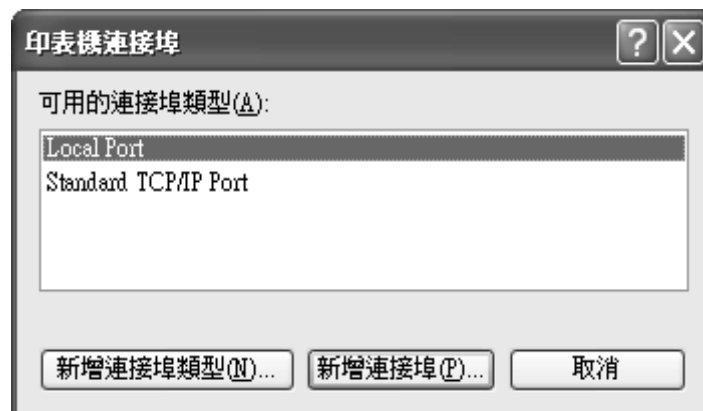 印表機連接埠
可用的連接埠類型(A):
Local Port
Standard TCP/IP Port
新增連接埠類型(N)... 新增連接埠(P)... 取消